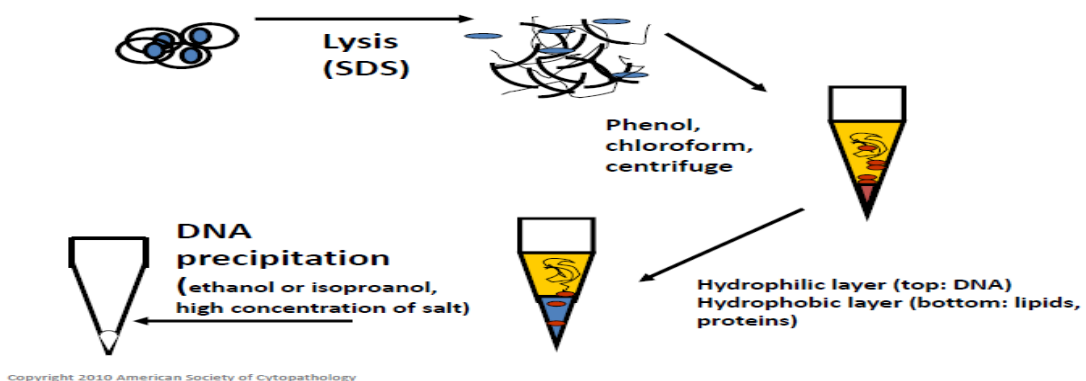 Lysis
(SDS)
Phenol,
chloroform,
centrifuge
Hydrophilic layer (top: DNA)
Hydrophobic layer (bottom: lipids,
proteins)
DNA
precipitation
(ethanol or isoproanol,
high concentration of salt)
Copyright 2010 American Society of Cytopathology